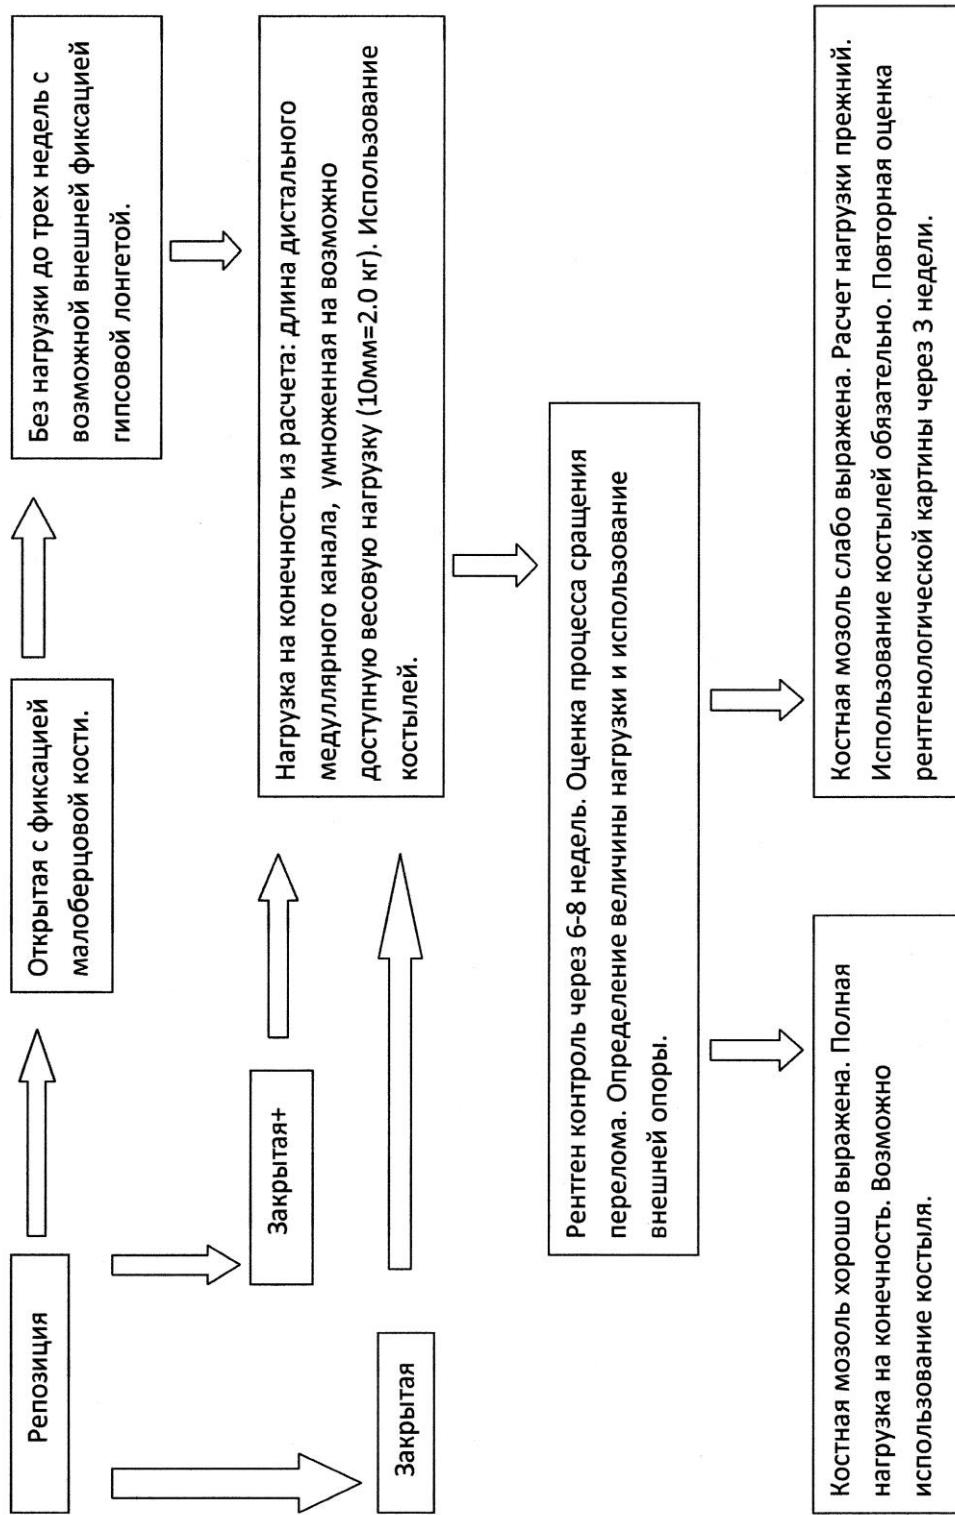 Репозиция
Открытая с фиксацией
малоберцовой кости.
Без нагрузки до трех недель с
возможной внешней фиксацией
гипсовой лонгетой.
Закрытая+
Закрытая
Нагрузка на конечность из расчета: длина дистального
медуллярного канала, умноженная на возможно
доступную весовую нагрузку (10мм=2.0 кг). Использование
костылей.
Рентген контроль через 6-8 недель. Оценка процесса сращения
перелома. Определение величины нагрузки и использование
внешней опоры.
Костная мозоль хорошо выражена. Полная
нагрузка на конечность. Возможно
использование костыля.
Костная мозоль слабо выражена. Расчет нагрузки прежний.
Использование костылей обязательно. Повторная оценка
рентгенологической картины через 3 недели.